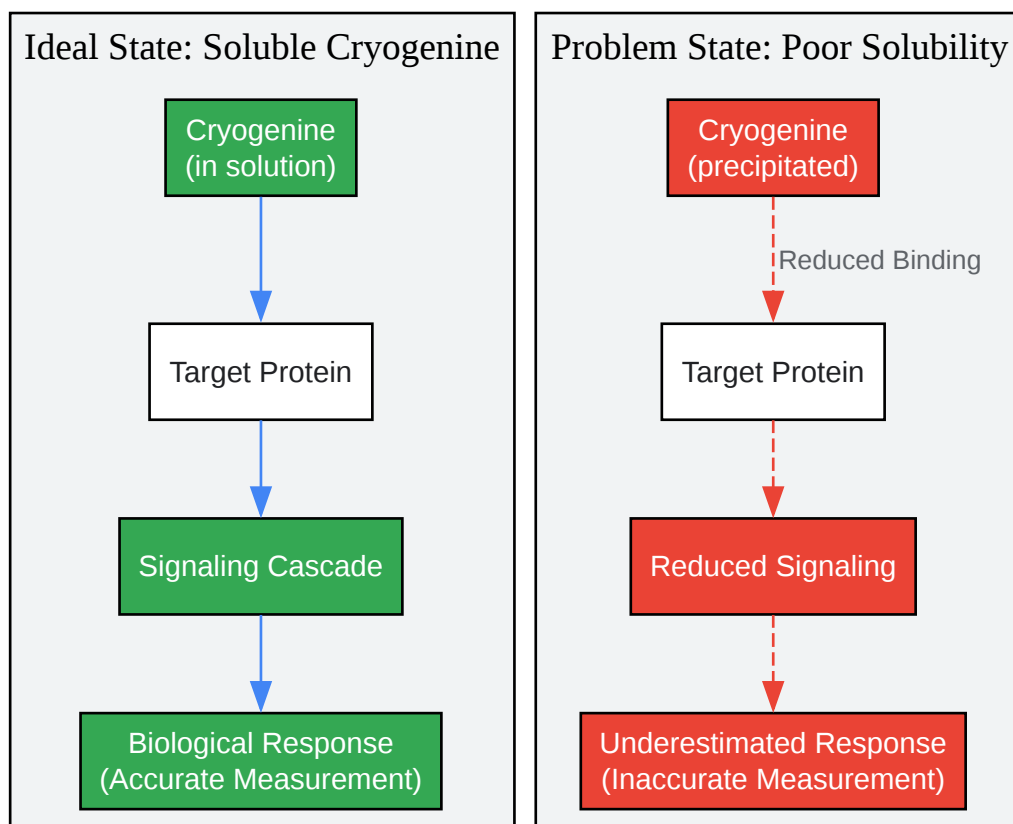 Ideal State: Soluble Cryogenine
Cryogenine
(in solution)
Target Protein
Signaling Cascade
Biological Response
(Accurate Measurement)
Problem State: Poor Solubility
Cryogenine
(precipitated)
Reduced Binding
Target Protein
Reduced Signaling
Underestimated Response
(Inaccurate Measurement)